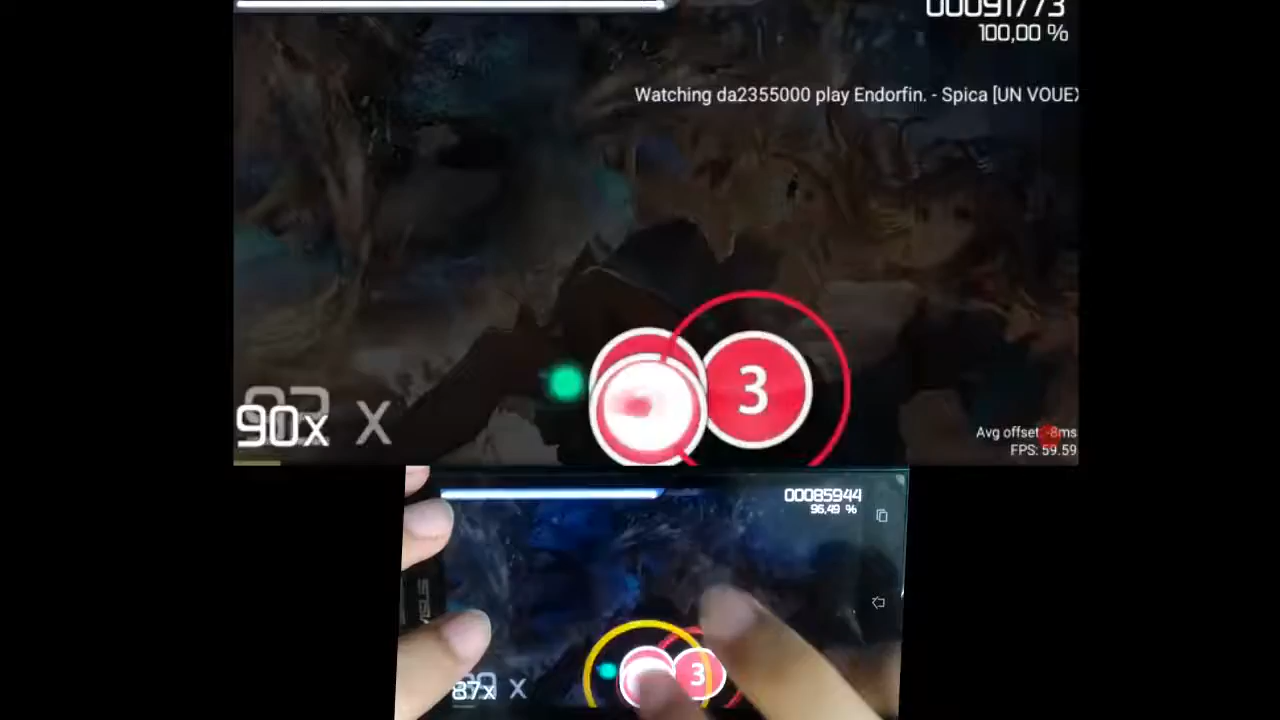 00091773
100,00 %
Watching da2355000 play Endorfin. - Spica [UN VOUEX
3
90x
X
Avg offset: -8ms
FPS: 59.59
00085944
96,49 %
3
87x
X